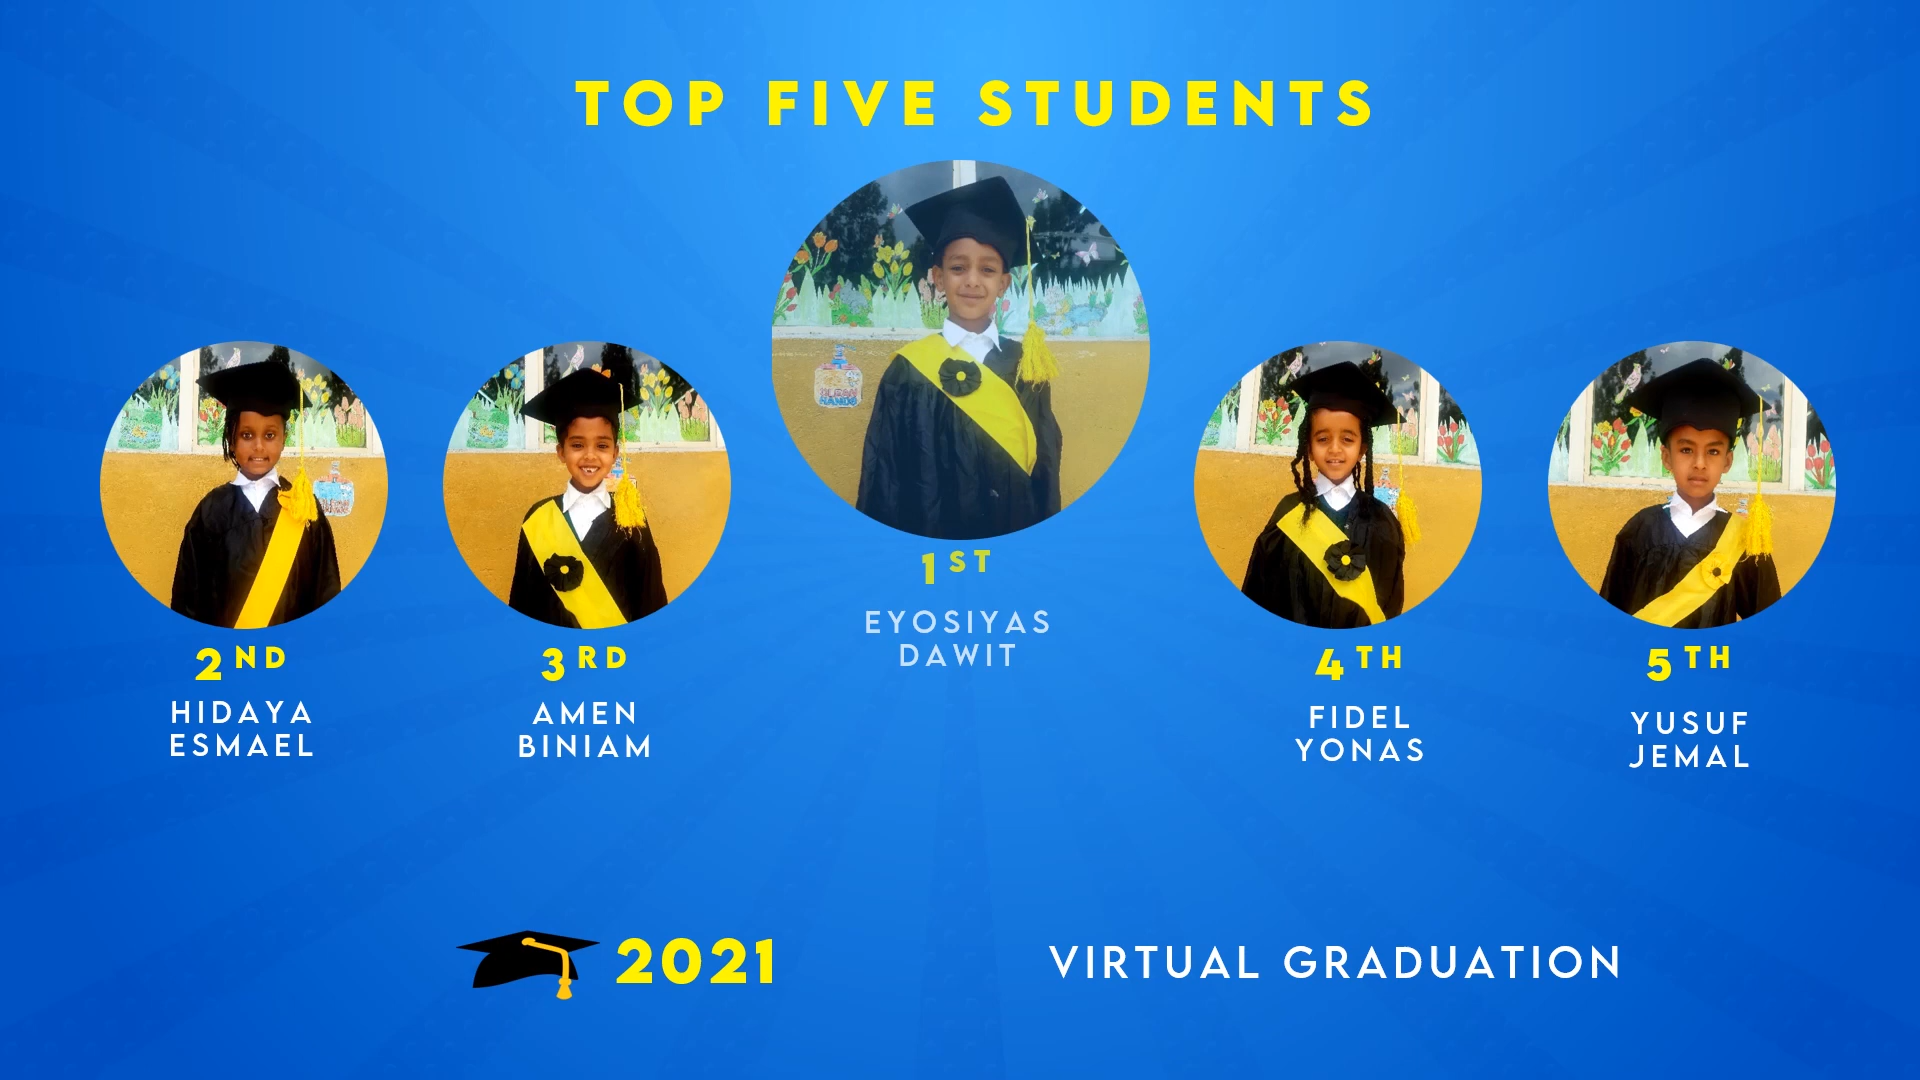 TOP FIVE STUDENTS
1ST
EYOSIYAS
DAWIT
2ND
HIDAYA
ESMAEL
3RD
AMEN
BINIAM
4TH
FIDEL
YONAS
5TH
YUSUF
JEMAL
2021
VIRTUAL GRADUATION